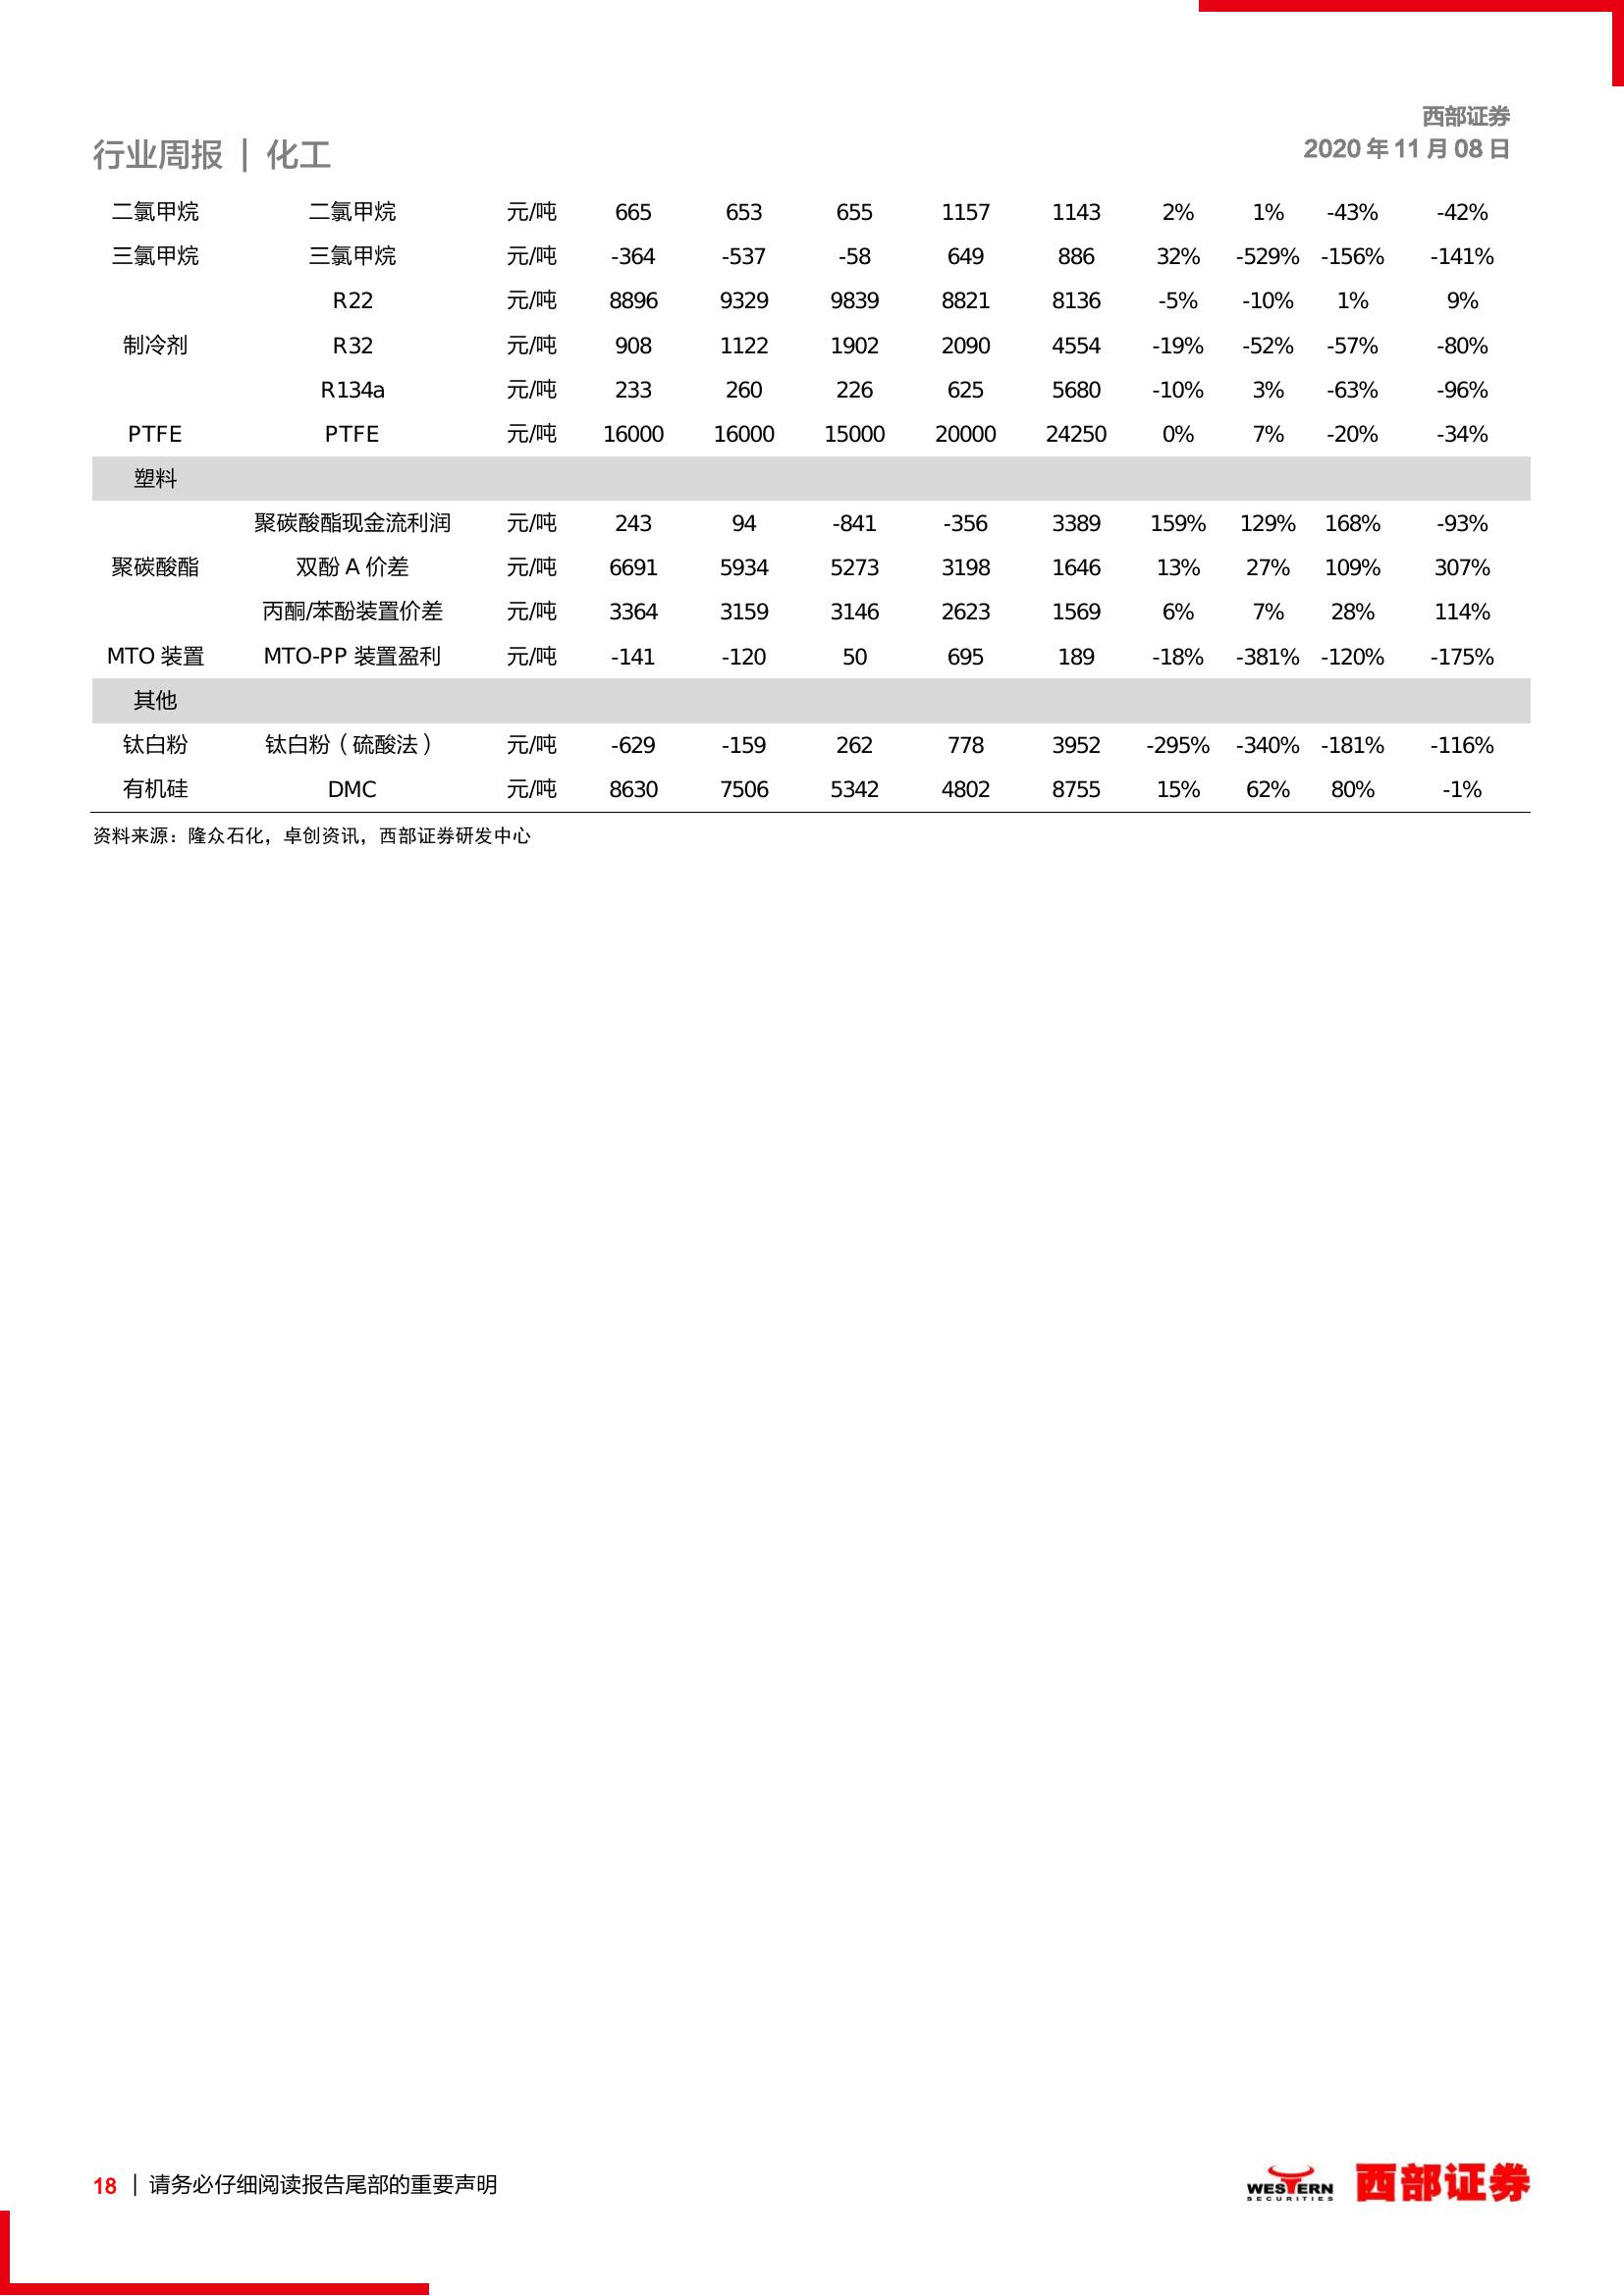 西部证券
行业周报 | 化工
2020 年 11 月 08 日
二氯甲烷 二氯甲烷 元/吨 665 653 655 1157 1143 2% 1% -43% -42%
三氯甲烷 三氯甲烷 元/吨 -364 -537 -58 649 886 32% -529% -156% -141%
R22 元/吨 8896 9329 9839 8821 8136 -5% -10% 1% 9%
制冷剂 R32 元/吨 908 1122 1902 2090 4554 -19% -52% -57% -80%
R134a 元/吨 233 260 226 625 5680 -10% 3% -63% -96%
PTFE PTFE 元/吨 16000 16000 15000 20000 24250 0% 7% -20% -34%
塑料
聚碳酸酯现金流利润 元/吨 243 94 -841 -356 3389 159% 129% 168% -93%
聚碳酸酯 双酚 A 价差 元/吨 6691 5934 5273 3198 1646 13% 27% 109% 307%
丙酮/苯酚装置价差 元/吨 3364 3159 3146 2623 1569 6% 7% 28% 114%
MTO 装置 MTO-PP 装置盈利 元/吨 -141 -120 50 695 189 -18% -381% -120% -175%
其他
钛白粉 钛白粉（硫酸法） 元/吨 -629 -159 262 778 3952 -295% -340% -181% -116%
有机硅 DMC 元/吨 8630 7506 5342 4802 8755 15% 62% 80% -1%
资料来源：隆众石化，卓创资讯，西部证券研发中心
18 | 请务必仔细阅读报告尾部的重要声明
WESTERN
SECURITIES
西部证券